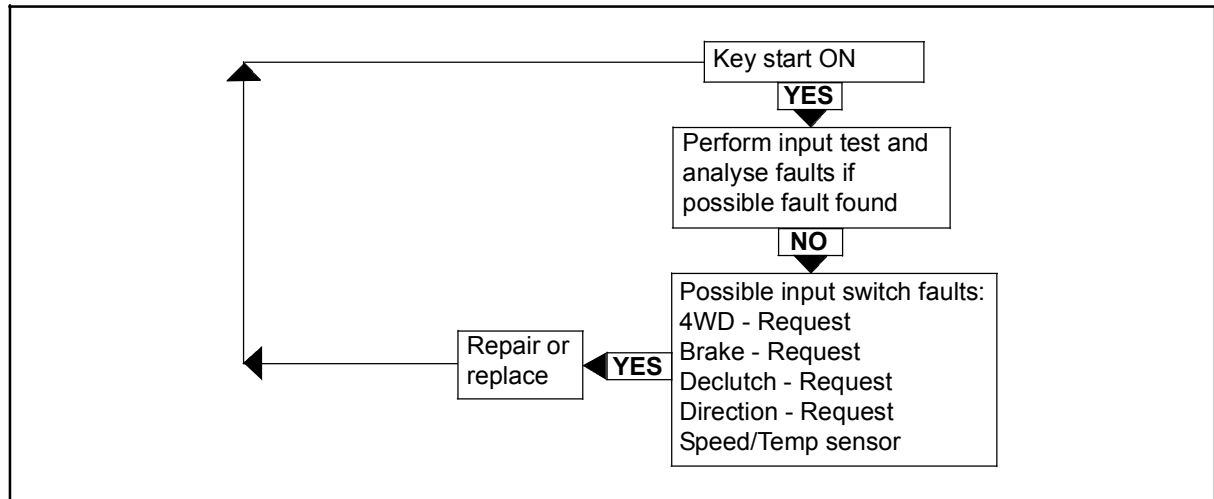 Key start ON
YES
Perform input test and
analyse faults if
possible fault found
NO
Possible input switch faults:
4WD - Request
Brake - Request
Declutch - Request
Direction - Request
Speed/Temp sensor
YES
Repair or
replace